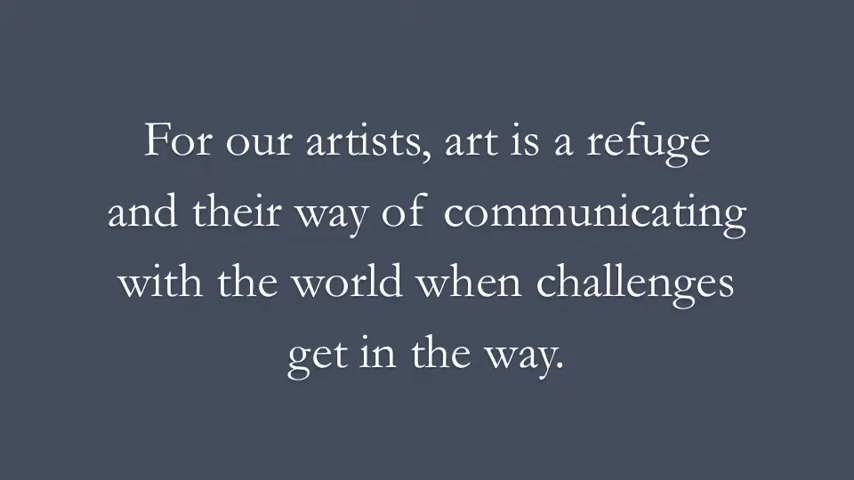 For our artists, art is a refuge
and their way of communicating
with the world when challenges
get in the way.